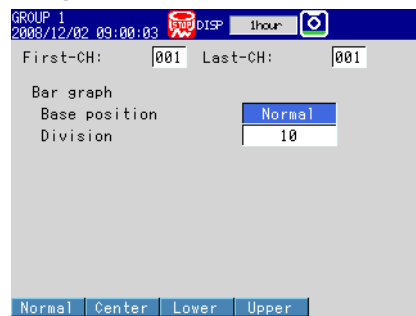 GROUP 1
2008/12/02 09:00:03 STOP DISP 1hour
First-CH: 001 Last-CH: 001
Bar graph
Base position Normal
Division 10
Normal Center Lower Upper